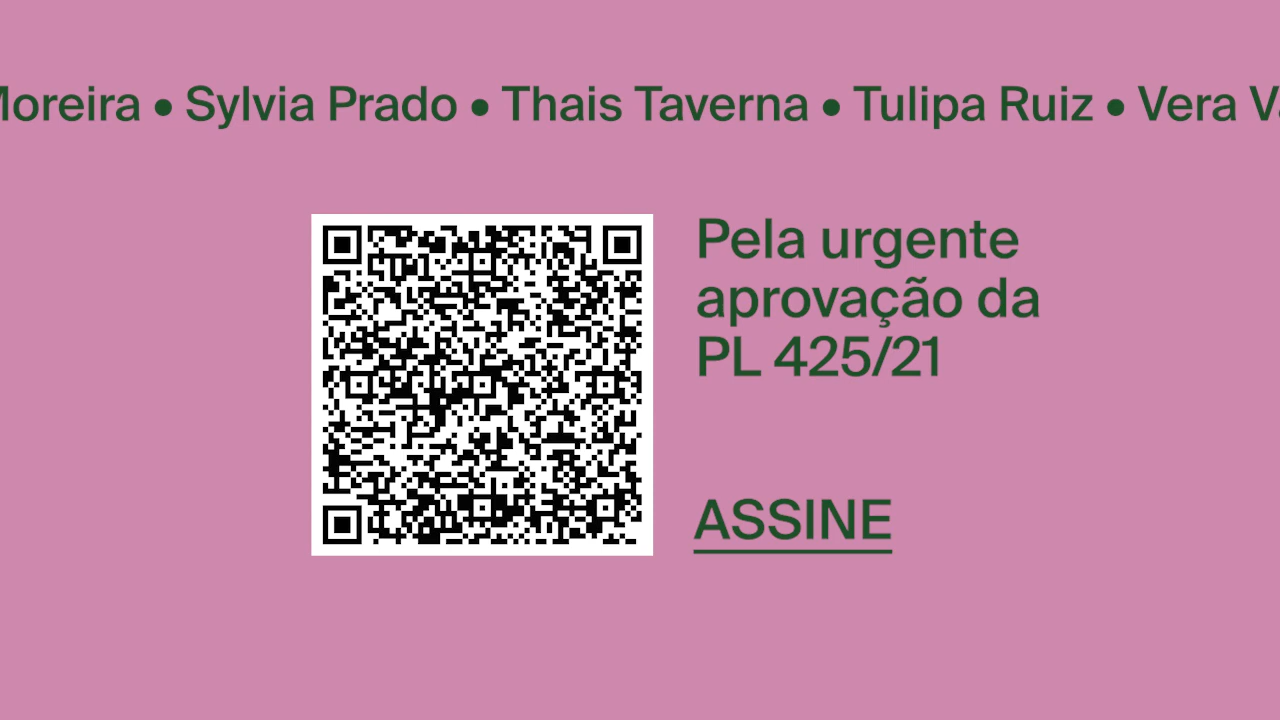 Moreira • Sylvia Prado • Thais Taverna • Tulipa Ruiz • Vera
Pela urgente
aprovação da
PL 425/21
ASSINE